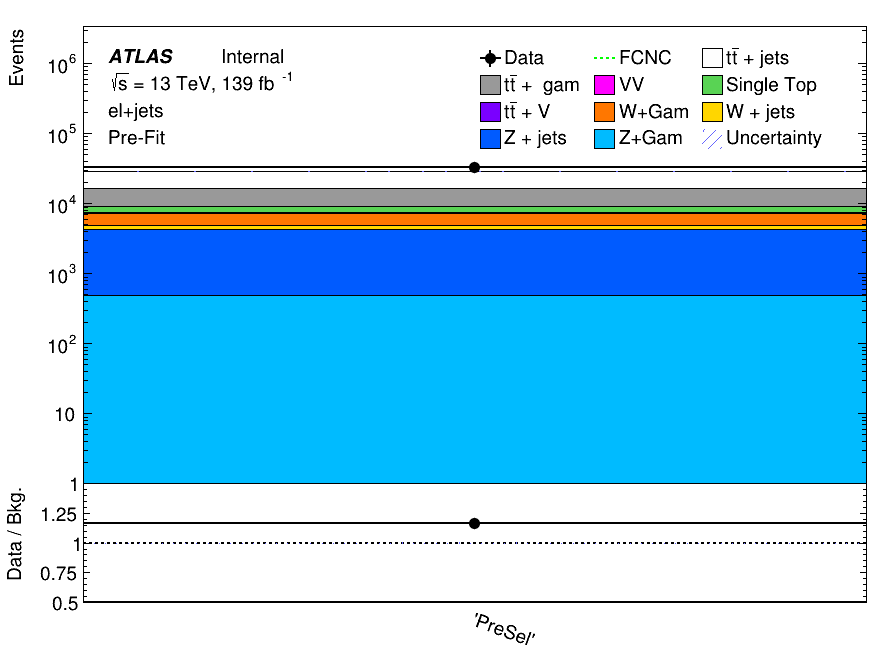 Events
10⁶
10⁵
10⁴
10³
10²
10
1
ATLAS Internal
√s = 13 TeV, 139 fb⁻¹
el+jets
Pre-Fit
Data FCNC tt̄ + jets
tt̄ + gam VV Single Top
tt̄ + V W+Gam W + jets
Z + jets Z+Gam Uncertainty
Data / Bkg.
1.25
1
0.75
0.5
'PreSel'